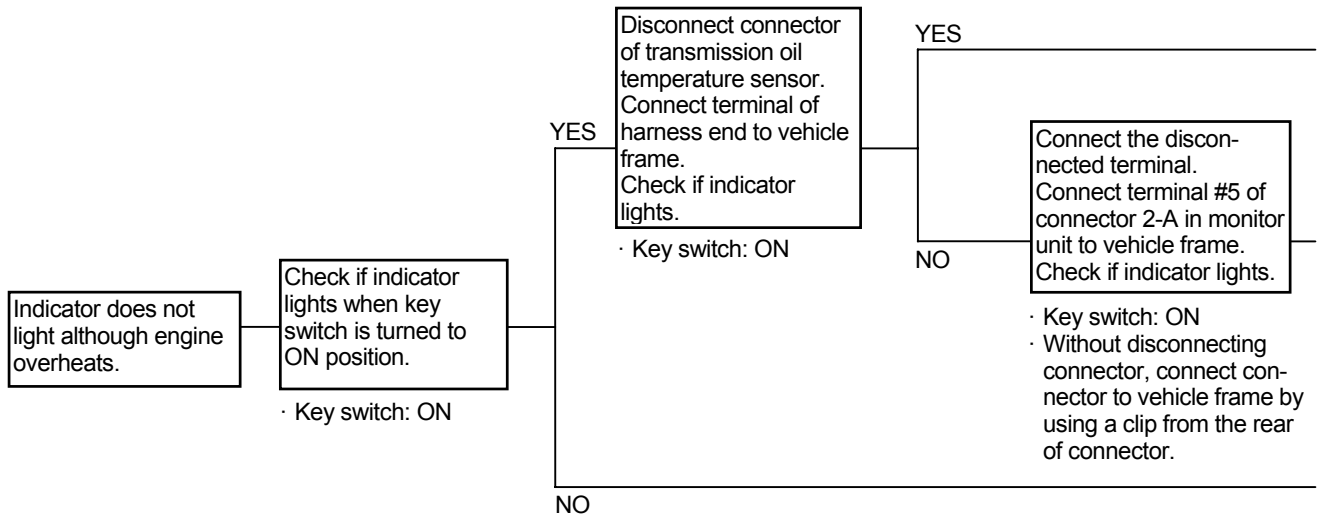 Indicator does not
light although engine
overheats.
Check if indicator
lights when key
switch is turned to
ON position.
· Key switch: ON
YES
NO
Disconnect connector
of transmission oil
temperature sensor.
Connect terminal of
harness end to vehicle
frame.
Check if indicator
lights.
· Key switch: ON
YES
NO
Connect the discon-
nected terminal.
Connect terminal #5 of
connector 2-A in monitor
unit to vehicle frame.
Check if indicator lights.
· Key switch: ON
· Without disconnecting
connector, connect con-
nector to vehicle frame by
using a clip from the rear
of connector.